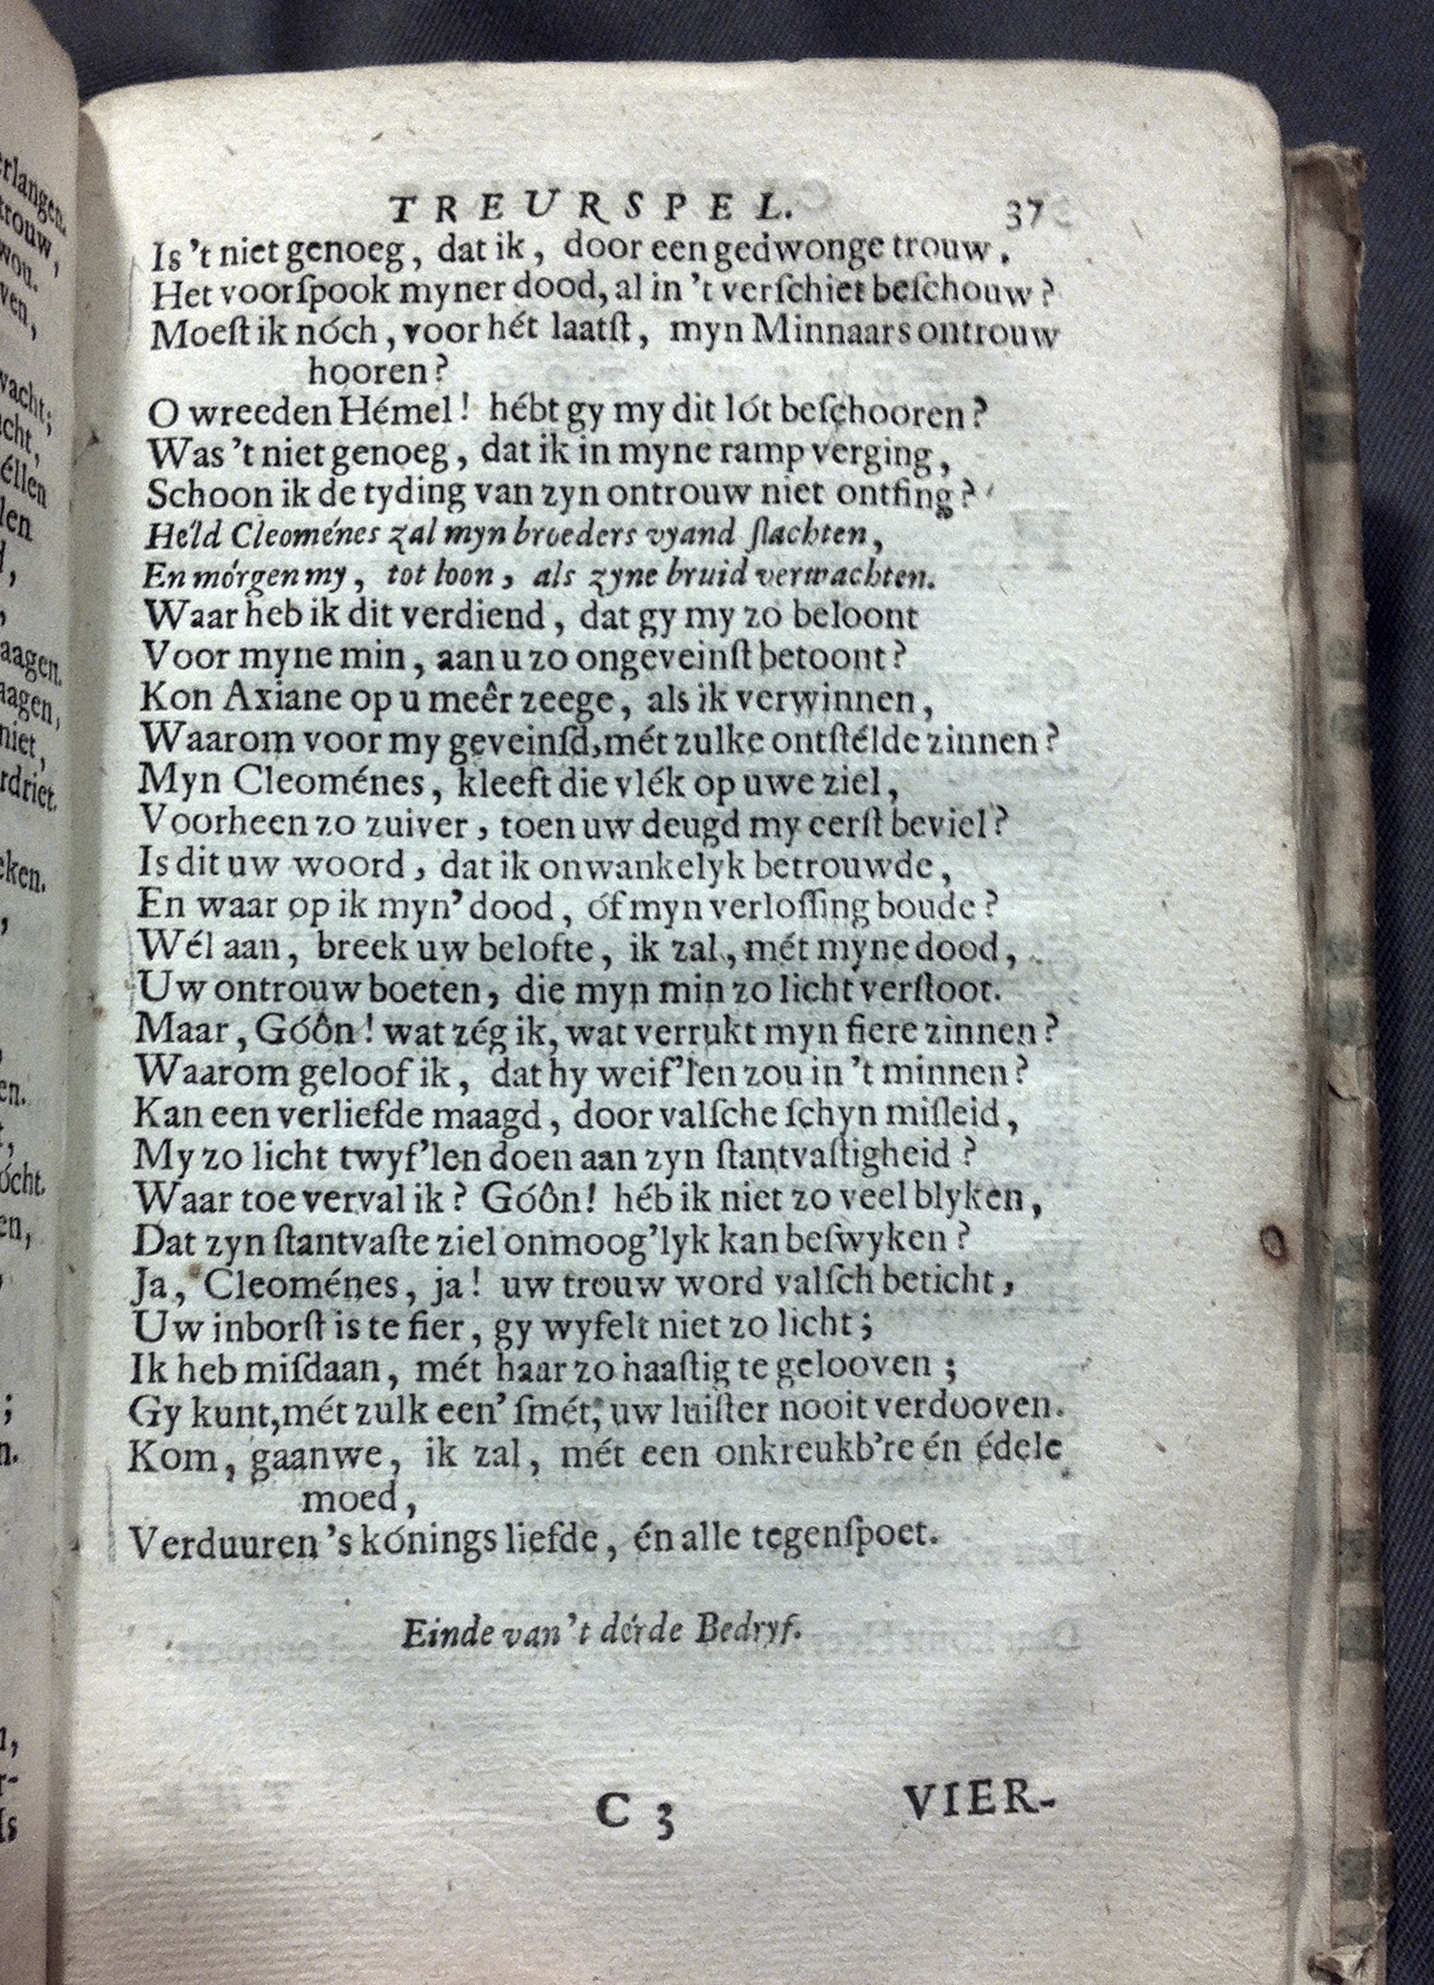 TREURSPEL. 37
Is 't niet genoeg, dat ik, door een gedwonge trouw,
Het voorſpook myner dood, al in 't verſchiet beſchouw?
Moeſt ik nóch, voor hét laatſt, myn Minnaars ontrouw
hooren?
O wreeden Hémel! hébt gy my dit lót beſchooren?
Was 't niet genoeg, dat ik in myne ramp verging,
Schoon ik de tyding van zyn ontrouw niet ontfing?
Héld Cleoménes zal myn broeders vyand ſlachten,
En mórgen my, tot loon, als zyne bruid verwachten.
Waar heb ik dit verdiend, dat gy my zo beloont
Voor myne min, aan u zo ongeveinſt betoont?
Kon Axiane op u meêr zeege, als ik verwinnen,
Waarom voor my geveinſd, mét zulke ontſtélde zinnen?
Myn Cleoménes, kleeft die vlék op uwe ziel,
Voorheen zo zuiver, toen uw deugd my eerſt beviel?
Is dit uw woord, dat ik onwankelyk betrouwde,
En waar op ik myn' dood, óf myn verloſſing boude?
Wél aan, breek uw belofte, ik zal, mét myne dood,
Uw ontrouw boeten, die myn min zo licht verſtoot.
Maar, Góôn! wat zég ik, wat verrukt myn fiere zinnen?
Waarom geloof ik, dat hy weif'len zou in 't minnen?
Kan een verliefde maagd, door valſche ſchyn miſleid,
My zo licht twyf'len doen aan zyn ſtantvaſtigheid?
Waar toe verval ik? Góôn! héb ik niet zo veel blyken,
Dat zyn ſtantvaſte ziel onmoog'lyk kan beſwyken?
Ja, Cleoménes, ja! uw trouw word valſch beticht,
Uw inborſt is te fier, gy wyfelt niet zo licht;
Ik heb miſdaan, mét haar zo haaſtig te gelooven;
Gy kunt, mét zulk een' ſmét, uw luiſter nooit verdooven.
Kom, gaanwe, ik zal, mét een onkreukb're én édele
moed,
Verduuren 's kónings liefde, én alle tegenſpoet.
Einde van 't dérde Bedryf.
C 3 VIER-